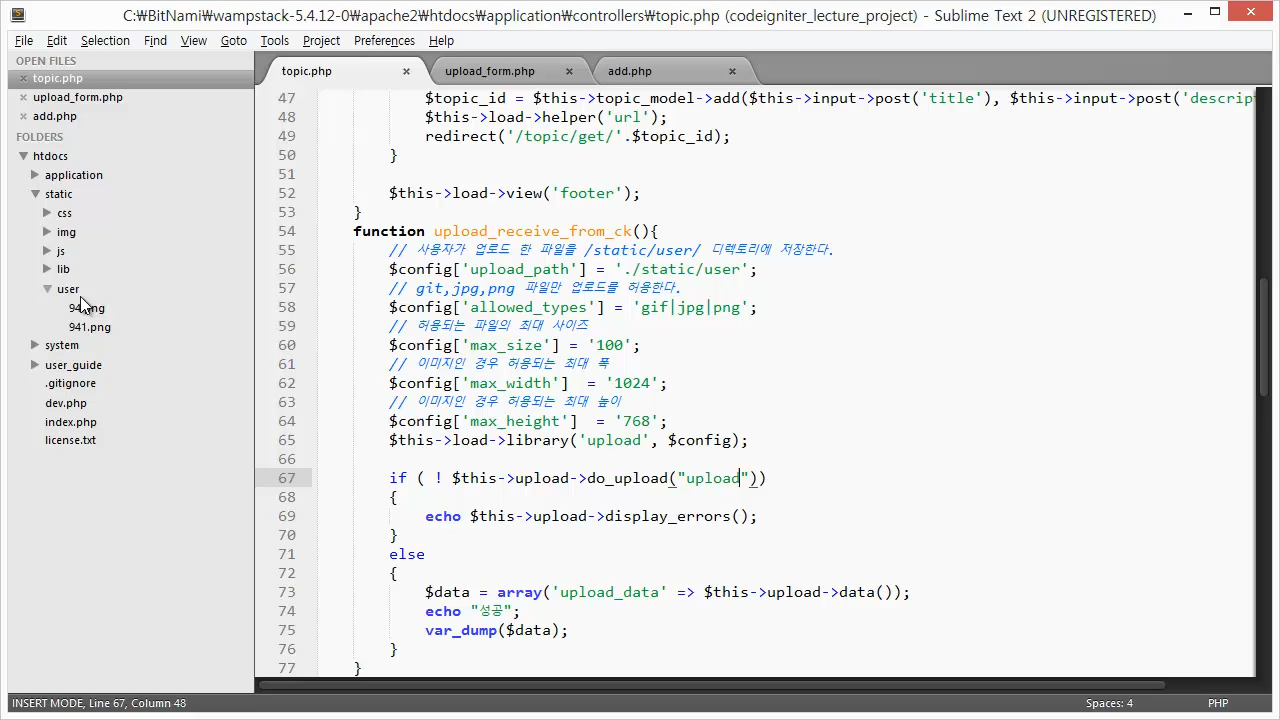 C:₩BitNami₩wampstack-5.4.12-0₩apache2₩htdocs₩application₩controllers₩topic.php (codeigniter_lecture_project) - Sublime Text 2 (UNREGISTERED)
File Edit Selection Find View Goto Tools Project Preferences Help
OPEN FILES
topic.php
upload_form.php
add.php
FOLDERS
htdocs
application
static
css
img
js
lib
user
941.png
system
user_guide
.gitignore
dev.php
index.php
license.txt
topic.php upload_form.php add.php
47 $topic_id = $this->topic_model->add($this->input->post('title'), $this->input->post('descrip
48 $this->load->helper('url');
49 redirect('/topic/get/'.$topic_id);
50 }
51
52 $this->load->view('footer');
53 }
54 function upload_receive_from_ck(){
55 // 사용자가 업로드 한 파일을 /static/user/ 디렉토리에 저장한다.
56 $config['upload_path'] = './static/user';
57 // git,jpg,png 파일만 업로드를 허용한다.
58 $config['allowed_types'] = 'gif|jpg|png';
59 // 허용되는 파일의 최대 사이즈
60 $config['max_size'] = '100';
61 // 이미지인 경우 허용되는 최대 폭
62 $config['max_width']  = '1024';
63 // 이미지인 경우 허용되는 최대 높이
64 $config['max_height']  = '768';
65 $this->load->library('upload', $config);
66
67 if ( ! $this->upload->do_upload("upload"))
68 {
69 echo $this->upload->display_errors();
70 }
71 else
72 {
73 $data = array('upload_data' => $this->upload->data());
74 echo "성공";
75 var_dump($data);
76 }
77 }
INSERT MODE, Line 67, Column 48 Spaces: 4 PHP